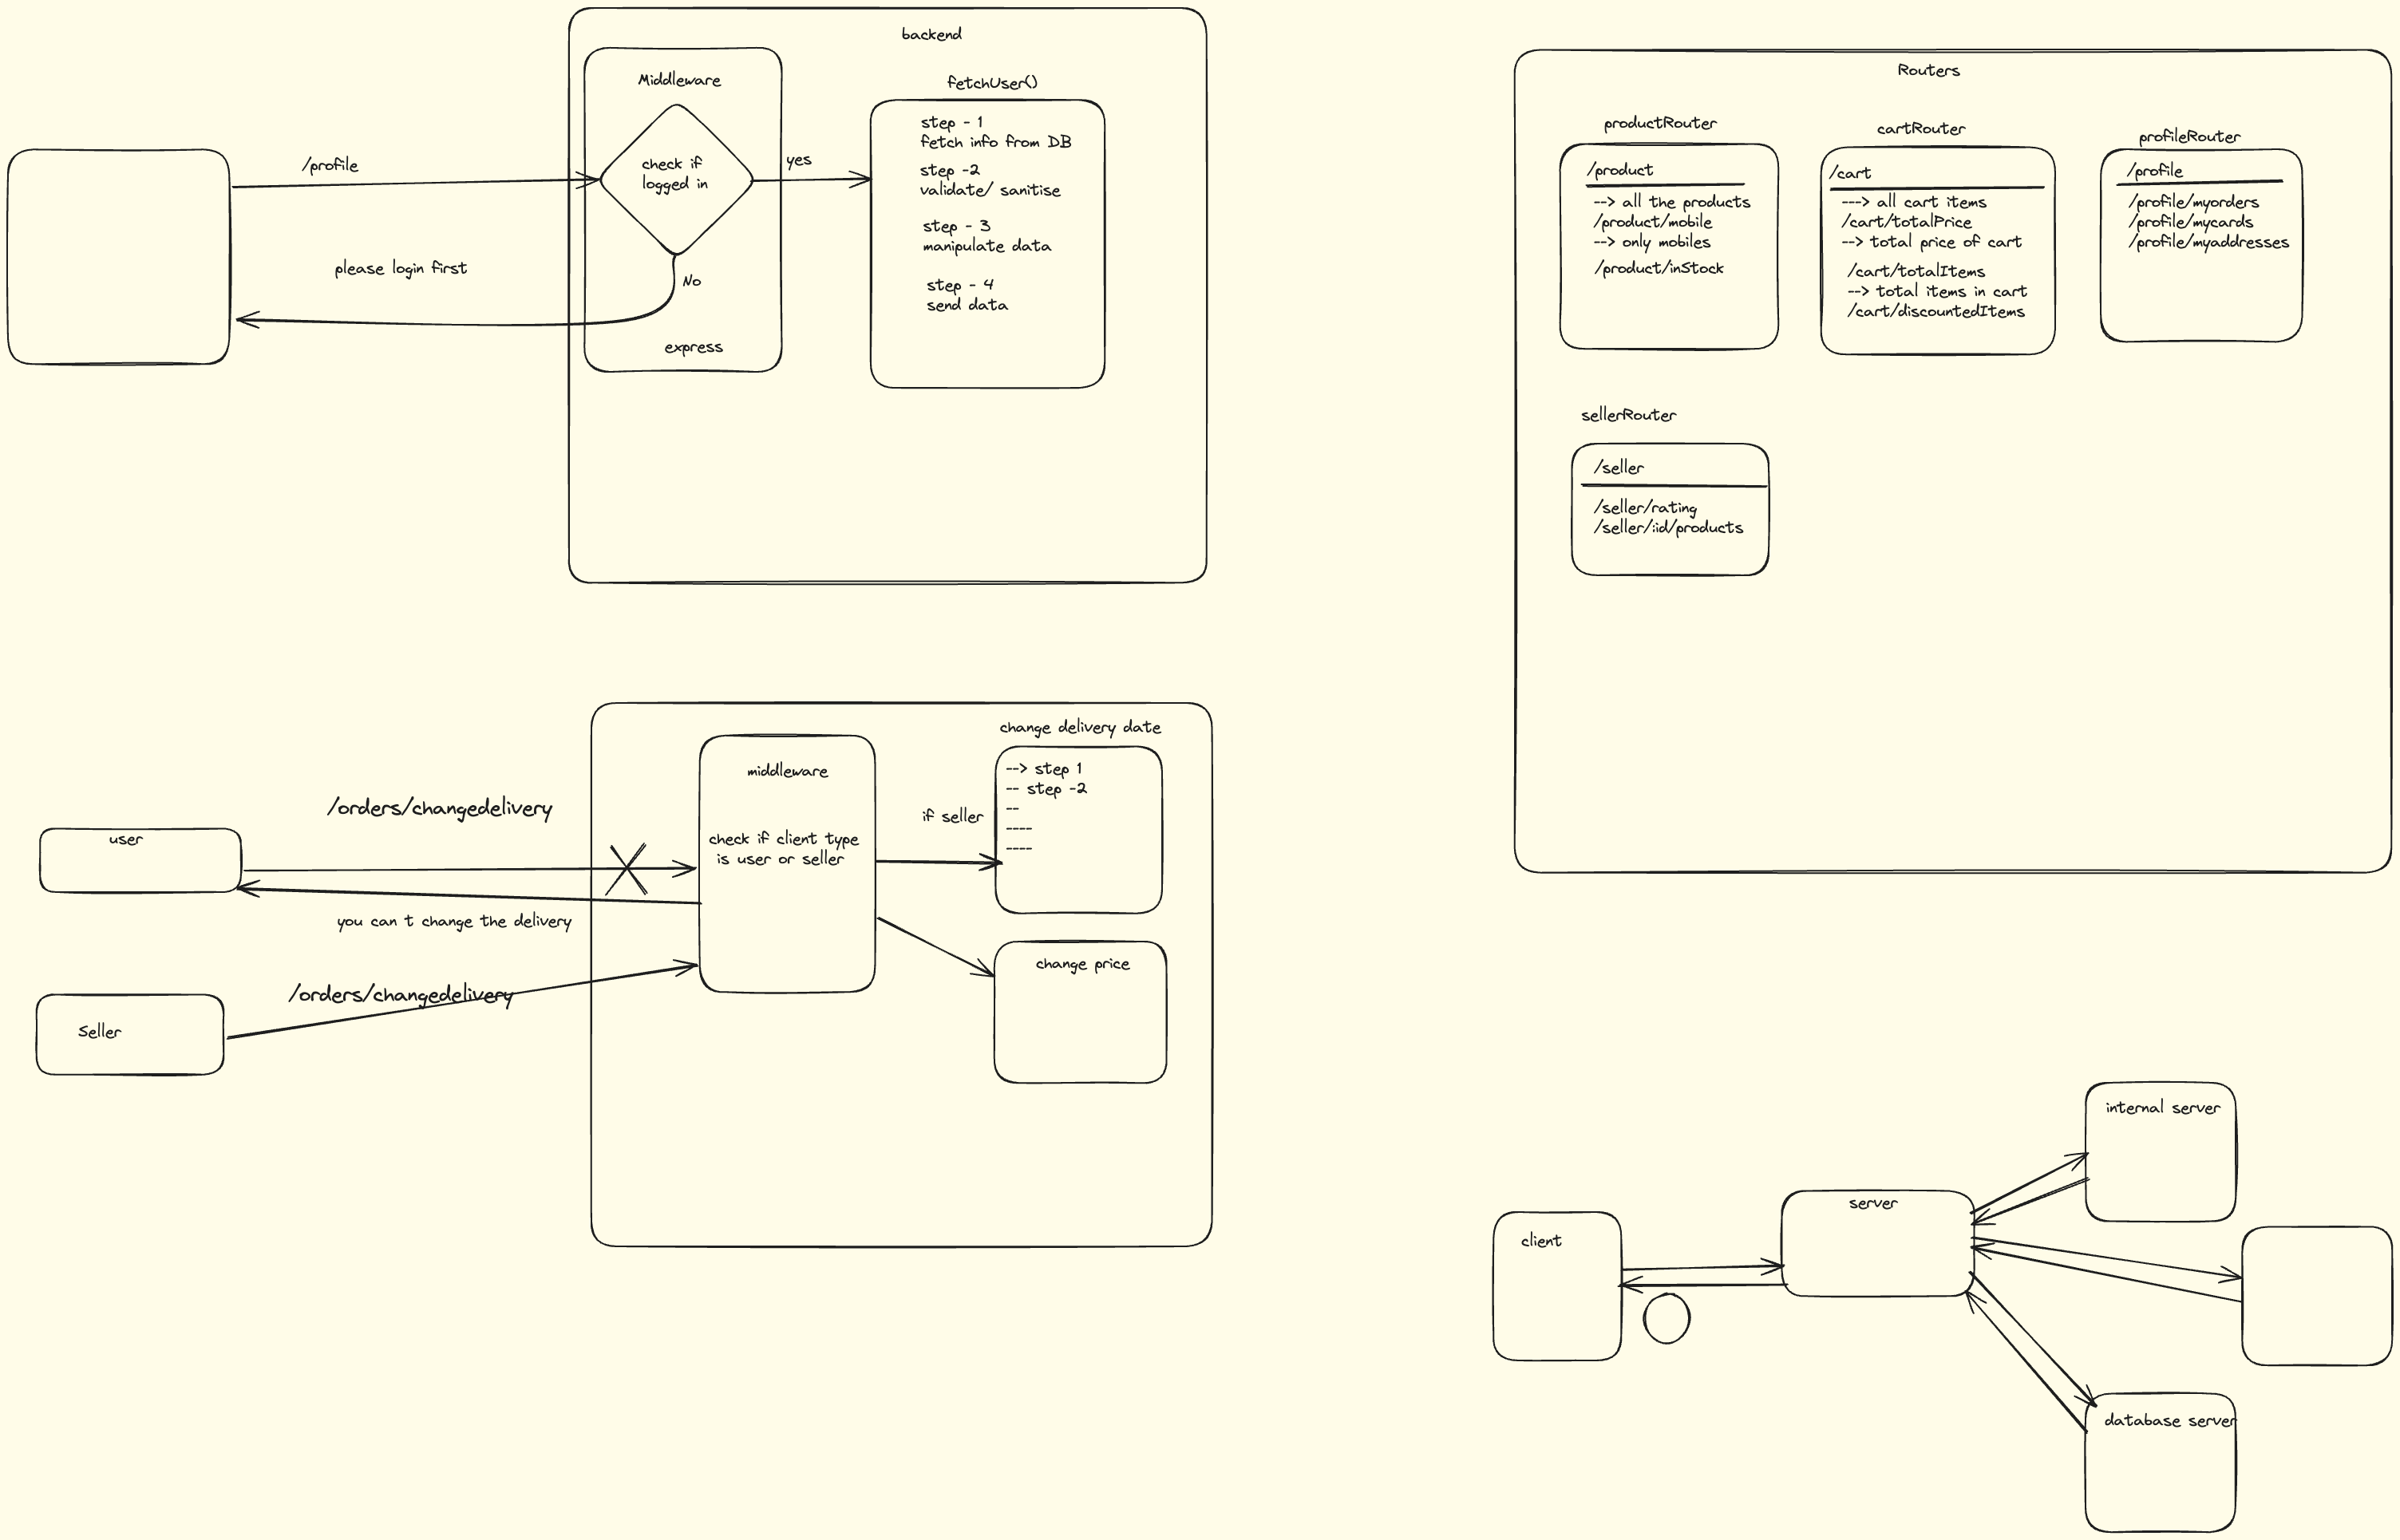 backend
Middleware
check if
logged in
yes
No
express
/profile
please login first
fetchUser()
step - 1
fetch info from DB
step -2
validate/ sanitise
step - 3
manipulate data
step - 4
send data
Routers
productRouter
/product
--> all the products
/product/mobile
--> only mobiles
/product/inStock
cartRouter
/cart
---> all cart items
/cart/totalPrice
--> total price of cart
/cart/totalItems
--> total items in cart
/cart/discountedItems
profileRouter
/profile
/profile/myorders
/profile/mycards
/profile/myaddresses
sellerRouter
/seller
/seller/rating
/seller/:id/products
user
/orders/changedelivery
you can t change the delivery
Seller
/orders/changedelivery
middleware
check if client type
is user or seller
if seller
change delivery date
--> step 1
-- step -2
--
----
----
change price
client
server
internal server
database server